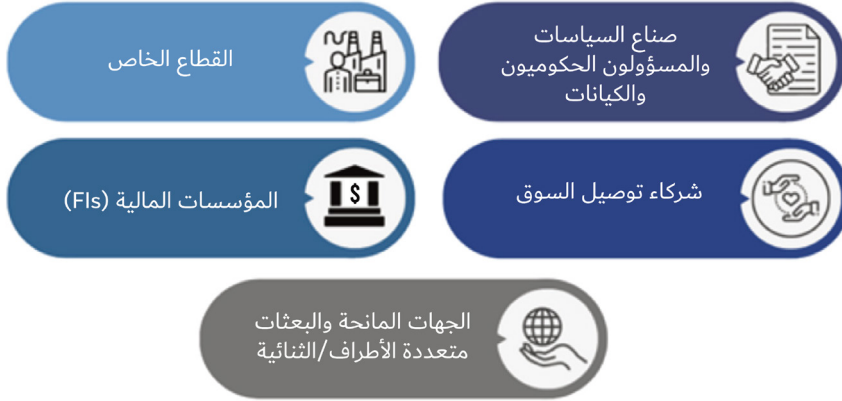 صناع السياسات
والمسؤولون الحكوميون
والكيانات
القطاع الخاص
شركاء توصيل السوق
المؤسسات المالية (FIs)
$
الجهات المانحة والبعثات
متعددة الأطراف/الثنائية